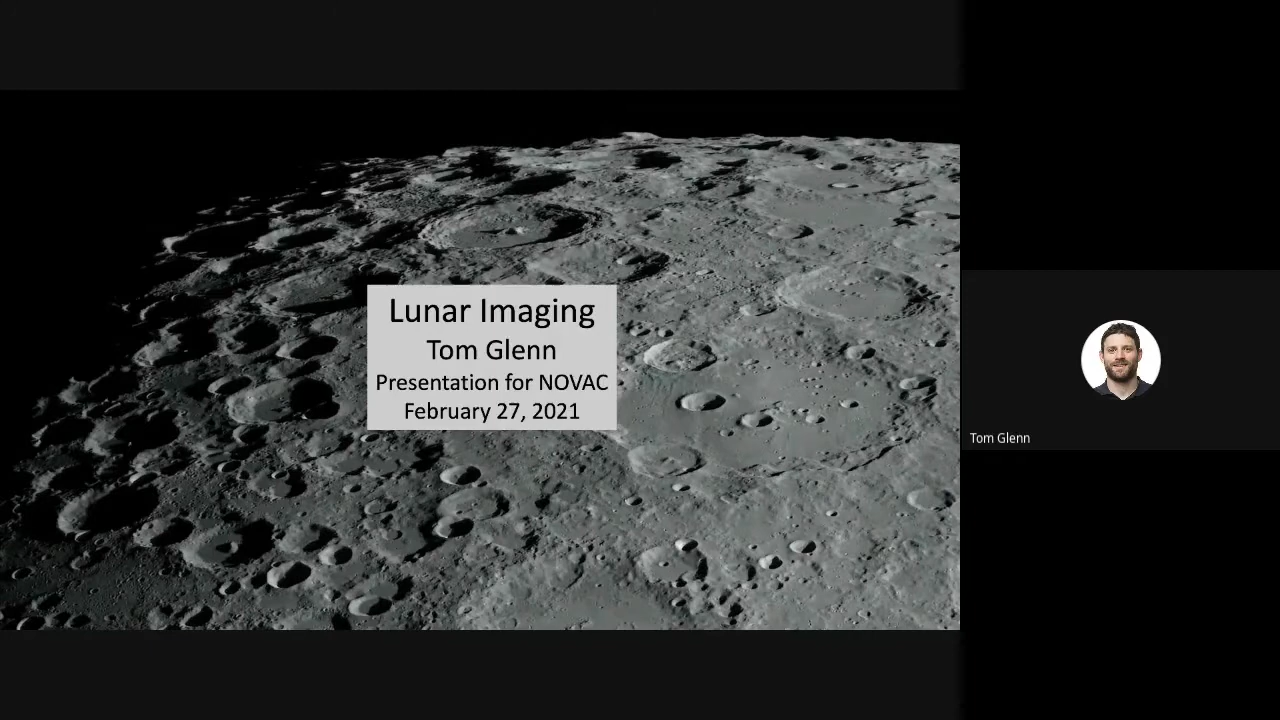 Lunar Imaging
Tom Glenn
Presentation for NOVAC
February 27, 2021
Tom Glenn